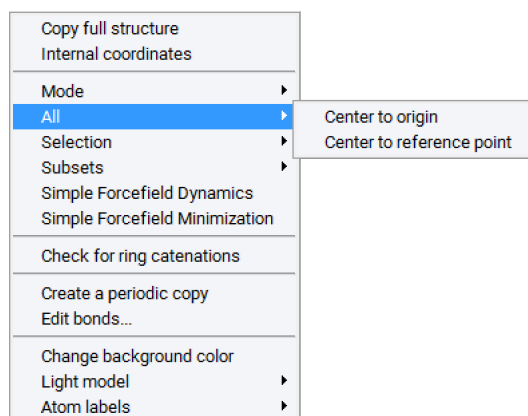 Copy full structure
Internal coordinates
Mode
All
Center to origin
Center to reference point
Selection
Subsets
Simple Forcefield Dynamics
Simple Forcefield Minimization
Check for ring catenations
Create a periodic copy
Edit bonds...
Change background color
Light model
Atom labels